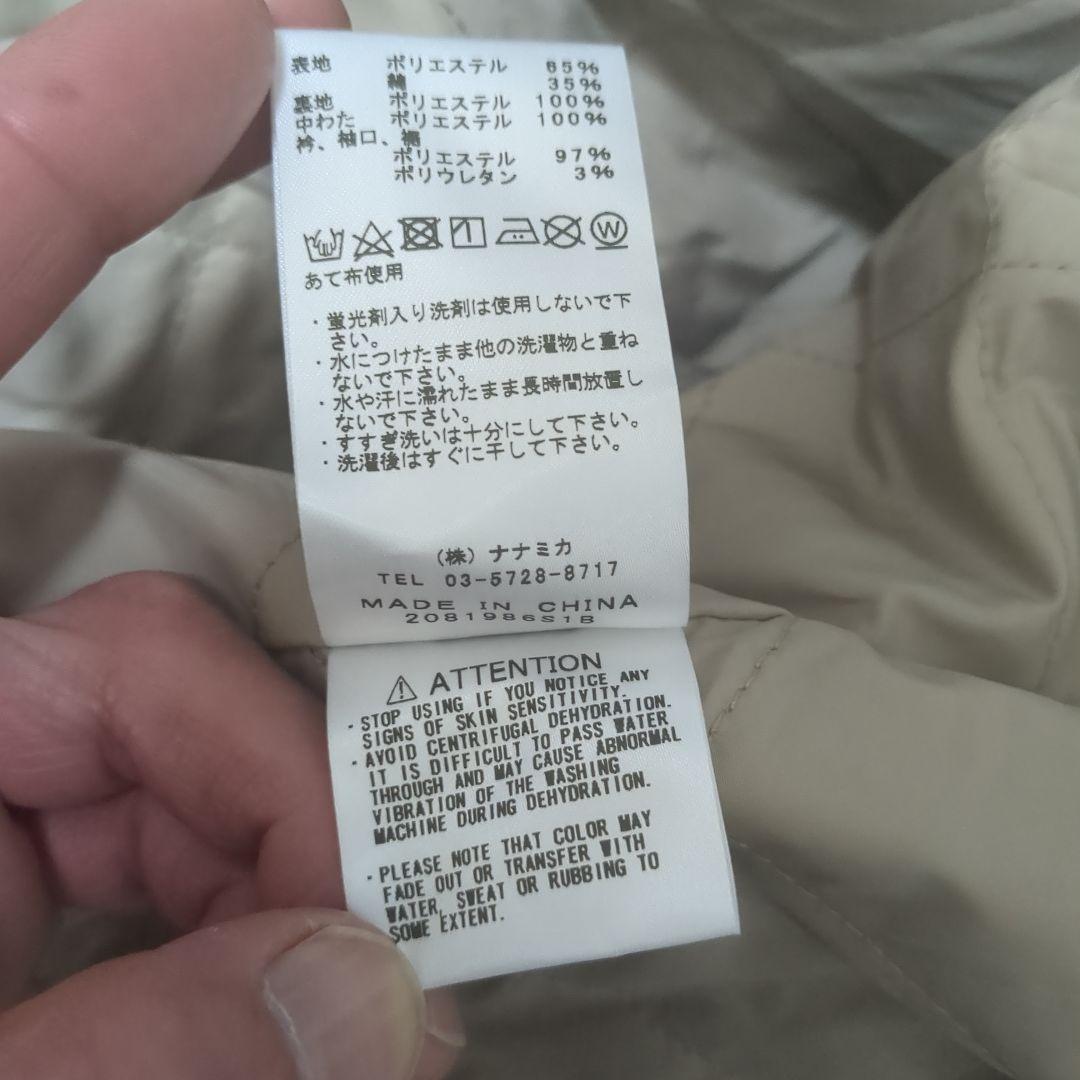 表地 ポリエステル 65%
綿 35%
裏地 ポリエステル 100%
中わた ポリエステル 100%
衿、袖口、裾
ポリエステル 97%
ポリウレタン 3%
W
あて布使用
・蛍光剤入り洗剤は使用しないで下
さい。
・水につけたまま他の洗濯物と重ね
ないで下さい。
・水や汗に濡れたまま長時間放置し
ないで下さい。
・すすぎ洗いは十分にして下さい。
・洗濯後はすぐに干して下さい。
(株) ナナミカ
TEL 03-5728-8717
MADE IN CHINA
2081986S1B
ATTENTION
・STOP USING IF YOU NOTICE ANY
SIGNS OF SKIN SENSITIVITY.
・AVOID CENTRIFUGAL DEHYDRATION.
IT IS DIFFICULT TO PASS WATER
THROUGH AND MAY CAUSE ABNORMAL
VIBRATION OF THE WASHING
MACHINE DURING DEHYDRATION.
・PLEASE NOTE THAT COLOR MAY
FADE OUT OR TRANSFER WITH
WATER, SWEAT OR RUBBING TO
SOME EXTENT.